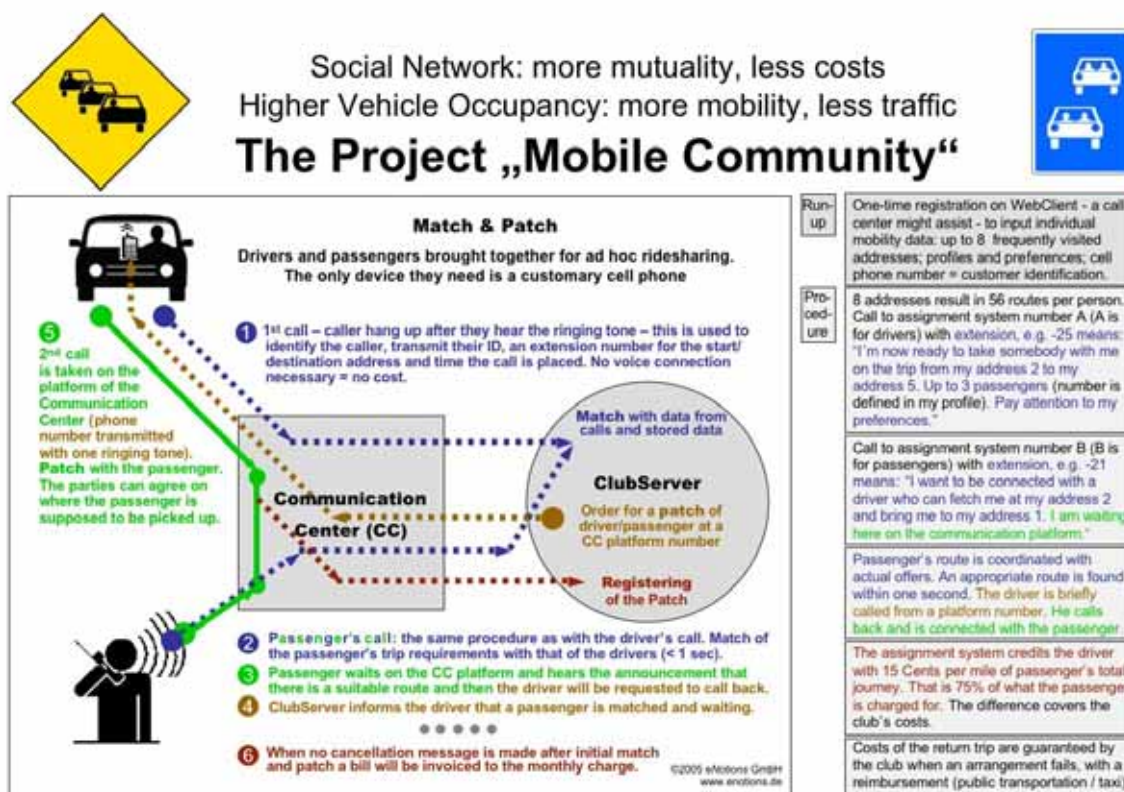 Social Network: more mutuality, less costs
Higher Vehicle Occupancy: more mobility, less traffic
The Project „Mobile Community“
Match & Patch
Drivers and passengers brought together for ad hoc ridesharing.
The only device they need is a customary cell phone
1 1st call – caller hang up after they hear the ringing tone – this is used to
identify the caller, transmit their ID, an extension number for the start/
destination address and time the call is placed. No voice connection
necessary = no cost.
5
2nd call
is taken on the
platform of the
Communication
Center (phone
number transmitted
with one ringing tone).
Patch with the passenger.
The parties can agree on
where the passenger is
supposed to be picked up.
Communication
Center (CC)
Match with data from
calls and stored data
ClubServer
Order for a patch of
driver/passenger at a
CC platform number
Registering
of the Patch
2 Passenger's call: the same procedure as with the driver's call. Match of
the passenger's trip requirements with that of the drivers (< 1 sec).
3 Passenger waits on the CC platform and hears the announcement that
there is a suitable route and then the driver will be requested to call back.
4 ClubServer informs the driver that a passenger is matched and waiting.
6 When no cancellation message is made after initial match
and patch a bill will be invoiced to the monthly charge.
©2005 eNotions GmbH
www.enotions.de
Run-
up
One-time registration on WebClient - a call
center might assist - to input individual
mobility data: up to 8 frequently visited
addresses; profiles and preferences; cell
phone number = customer identification.
Pro-
ced-
ure
8 addresses result in 56 routes per person.
Call to assignment system number A (A is
for drivers) with extension, e.g. -25 means:
"I'm now ready to take somebody with me
on the trip from my address 2 to my
address 5. Up to 3 passengers (number is
defined in my profile). Pay attention to my
preferences."
Call to assignment system number B (B is
for passengers) with extension, e.g. -21
means: "I want to be connected with a
driver who can fetch me at my address 2
and bring me to my address 1. I am waiting
here on the communication platform."
Passenger's route is coordinated with
actual offers. An appropriate route is found
within one second. The driver is briefly
called from a platform number. He calls
back and is connected with the passenger
The assignment system credits the driver
with 15 Cents per mile of passenger's total
journey. That is 75% of what the passenge
is charged for. The difference covers the
club's costs.
Costs of the return trip are guaranteed by
the club when an arrangement fails, with a
reimbursement (public transportation / taxi)